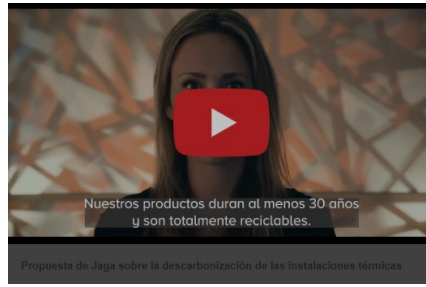 Nuestros productos duran al menos 30 años
y son totalmente reciclables.
Propuesta de Jaga sobre la descarbonización de las instalaciones térmicas